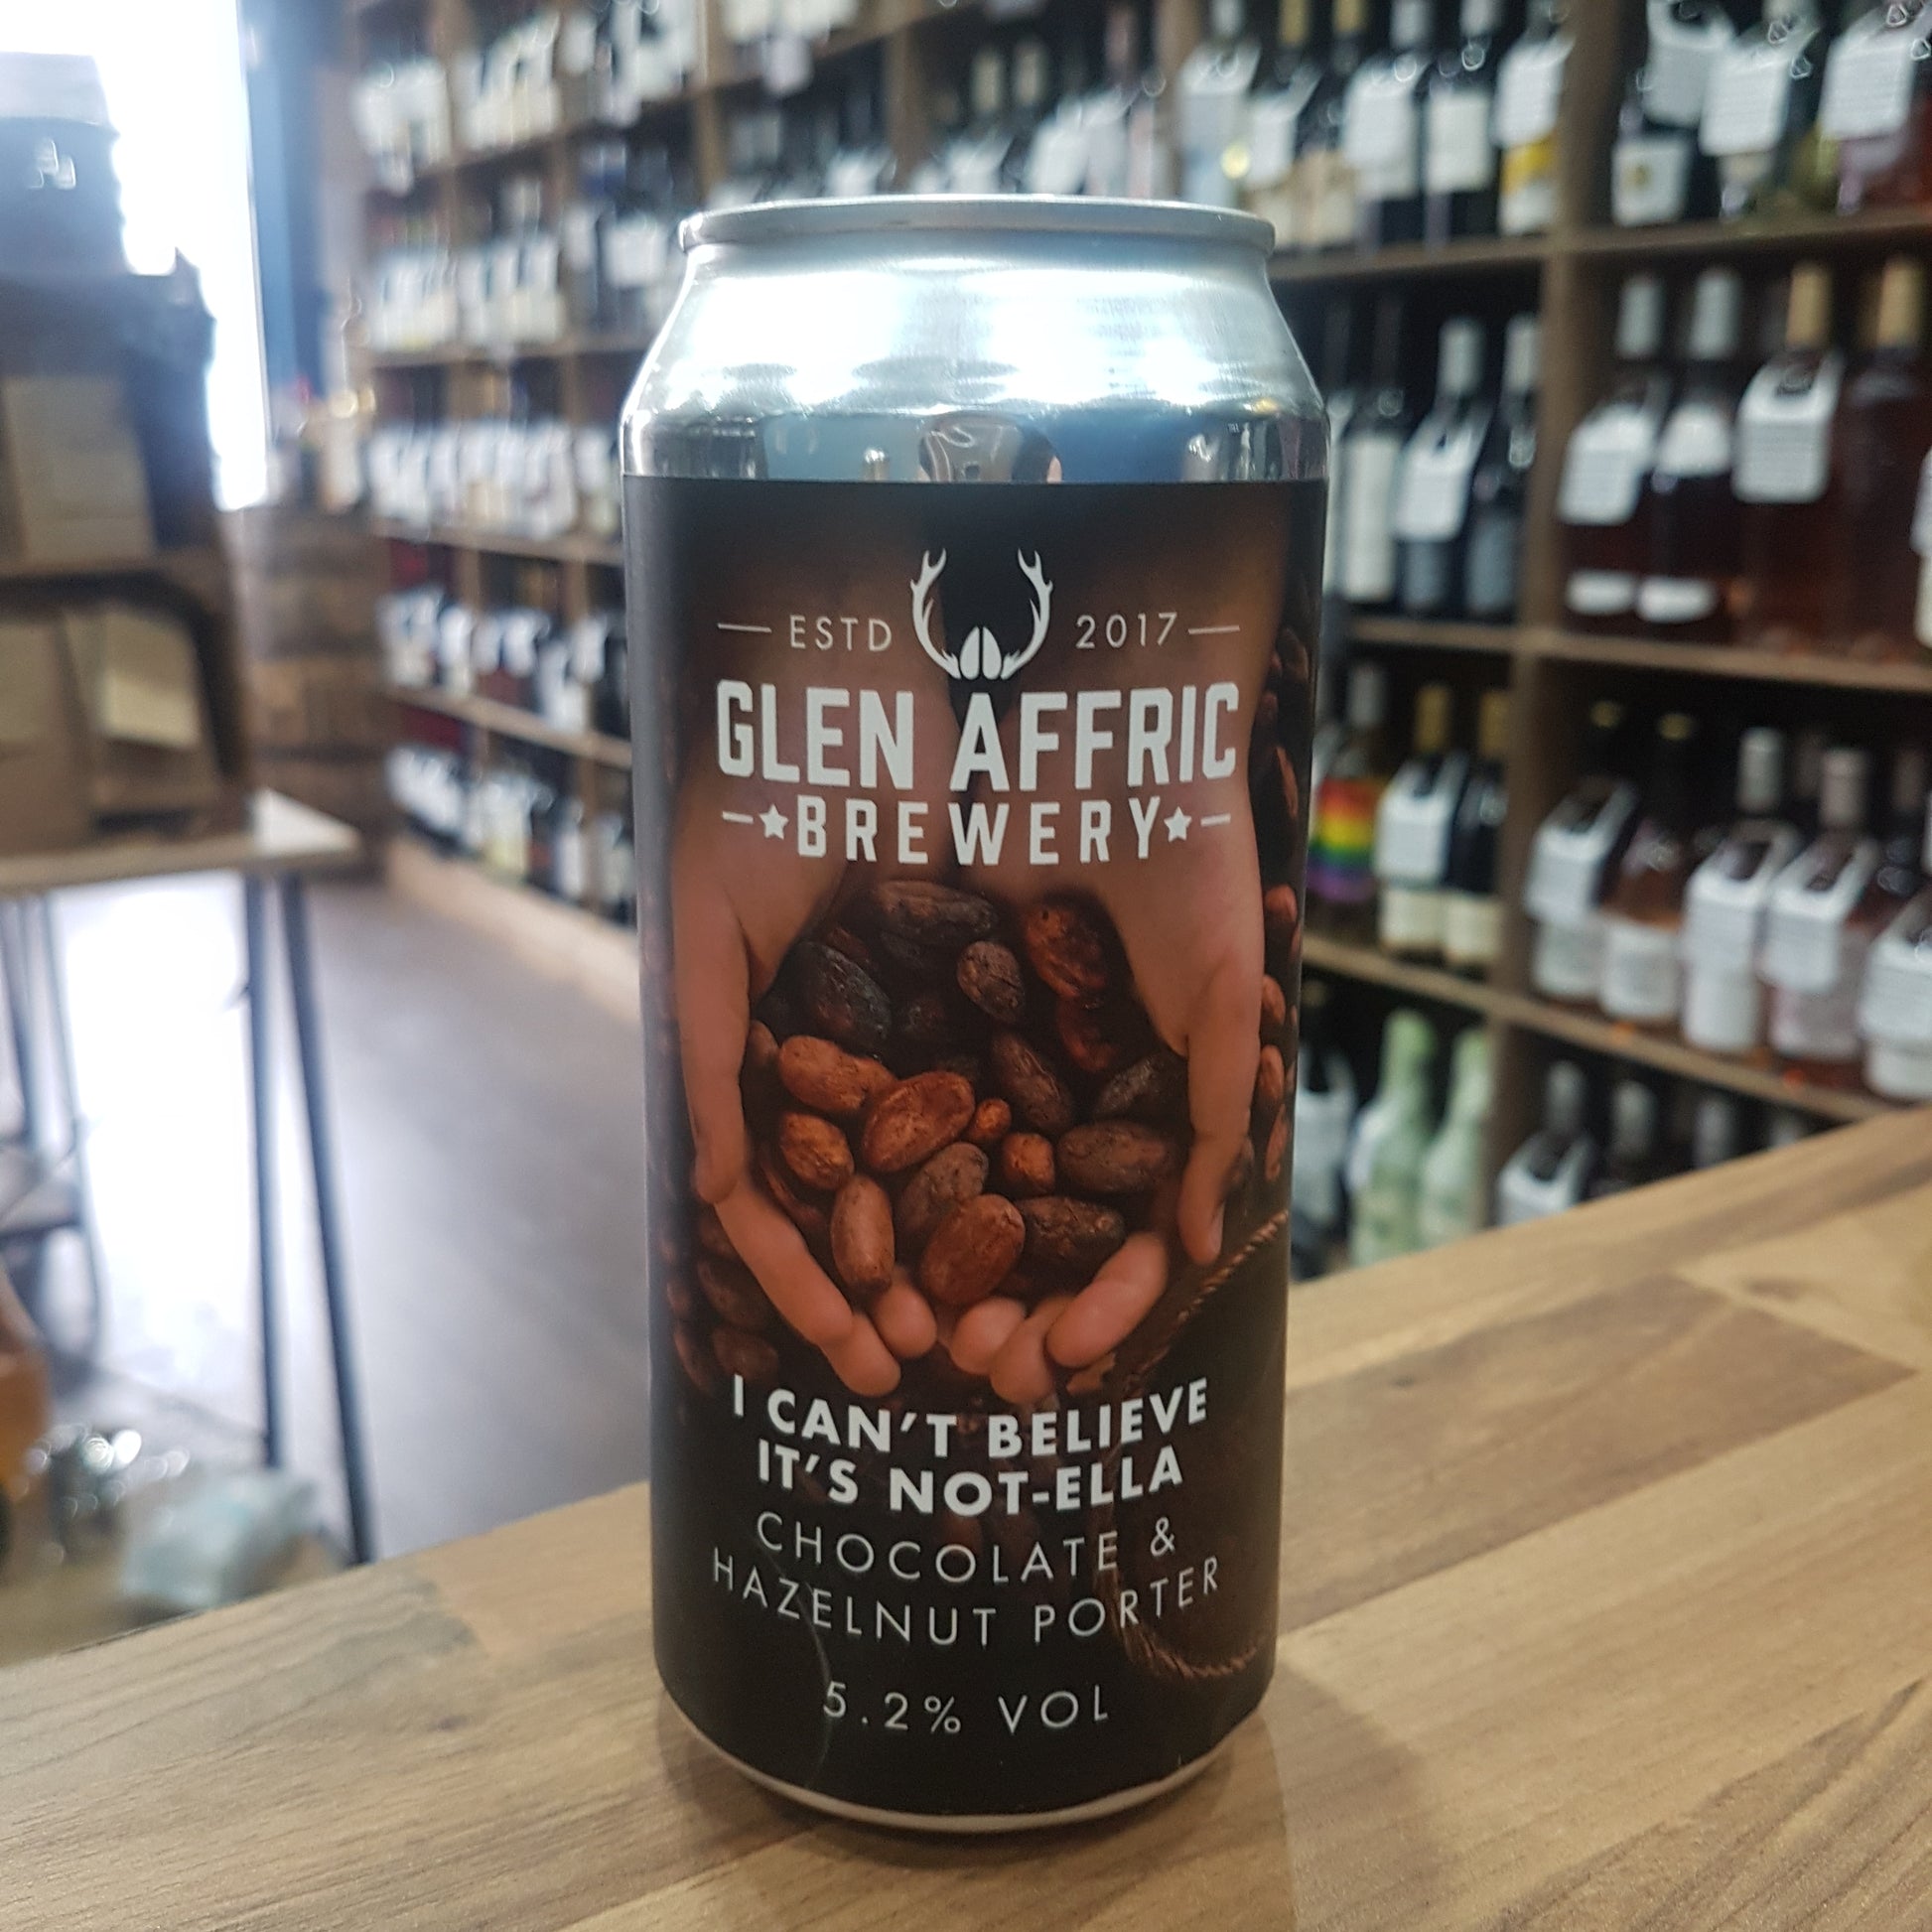 ESTD 2017
GLEN AFFRIC
BREWERY
I CAN'T BELIEVE
IT'S NOT-ELLA
CHOCOLATE &
HAZELNUT PORTER
5.2% VOL